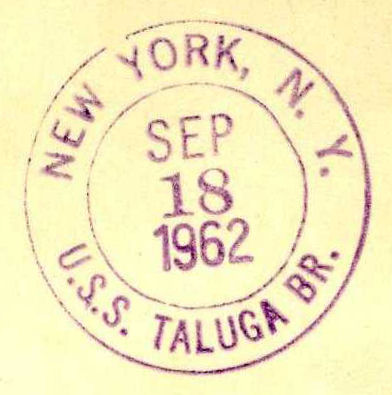 NEW YORK, N. Y.
SEP
18
1962
U.S.S. TALUGA BR.